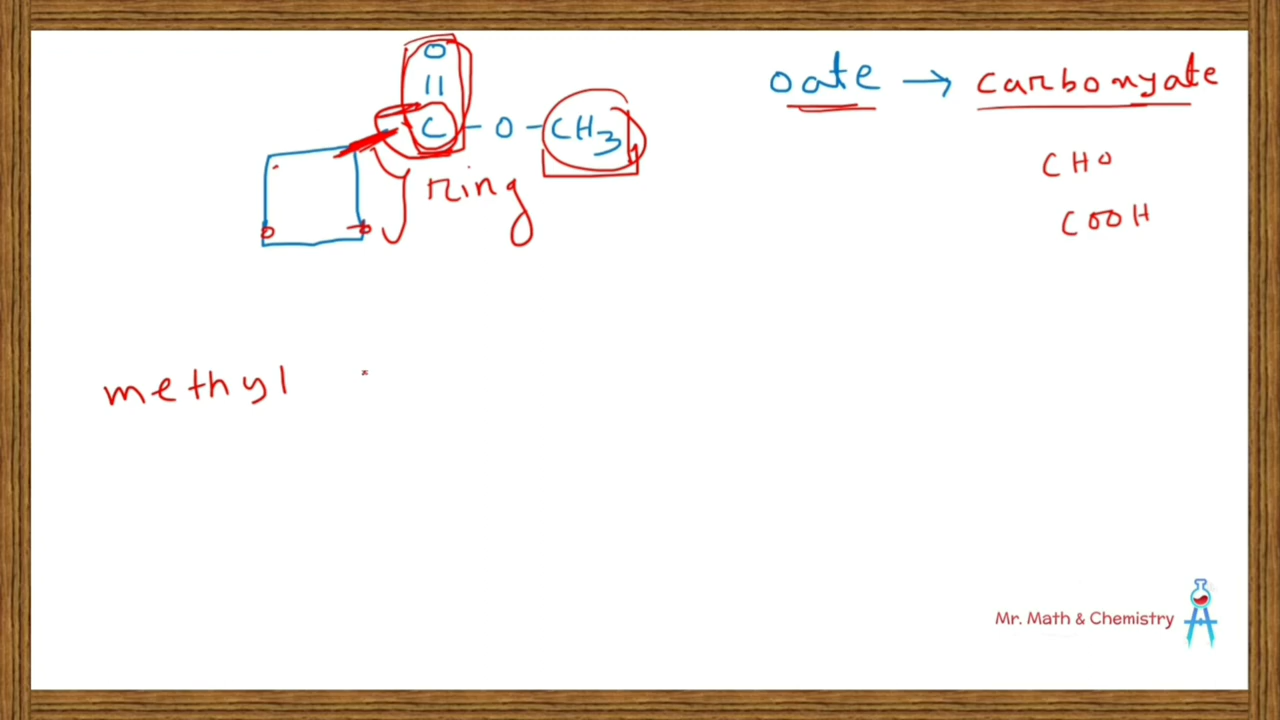 O
||
C - O - CH3
ring
oate → carbonyate
CHO
COOH
methyl
Mr. Math & Chemistry